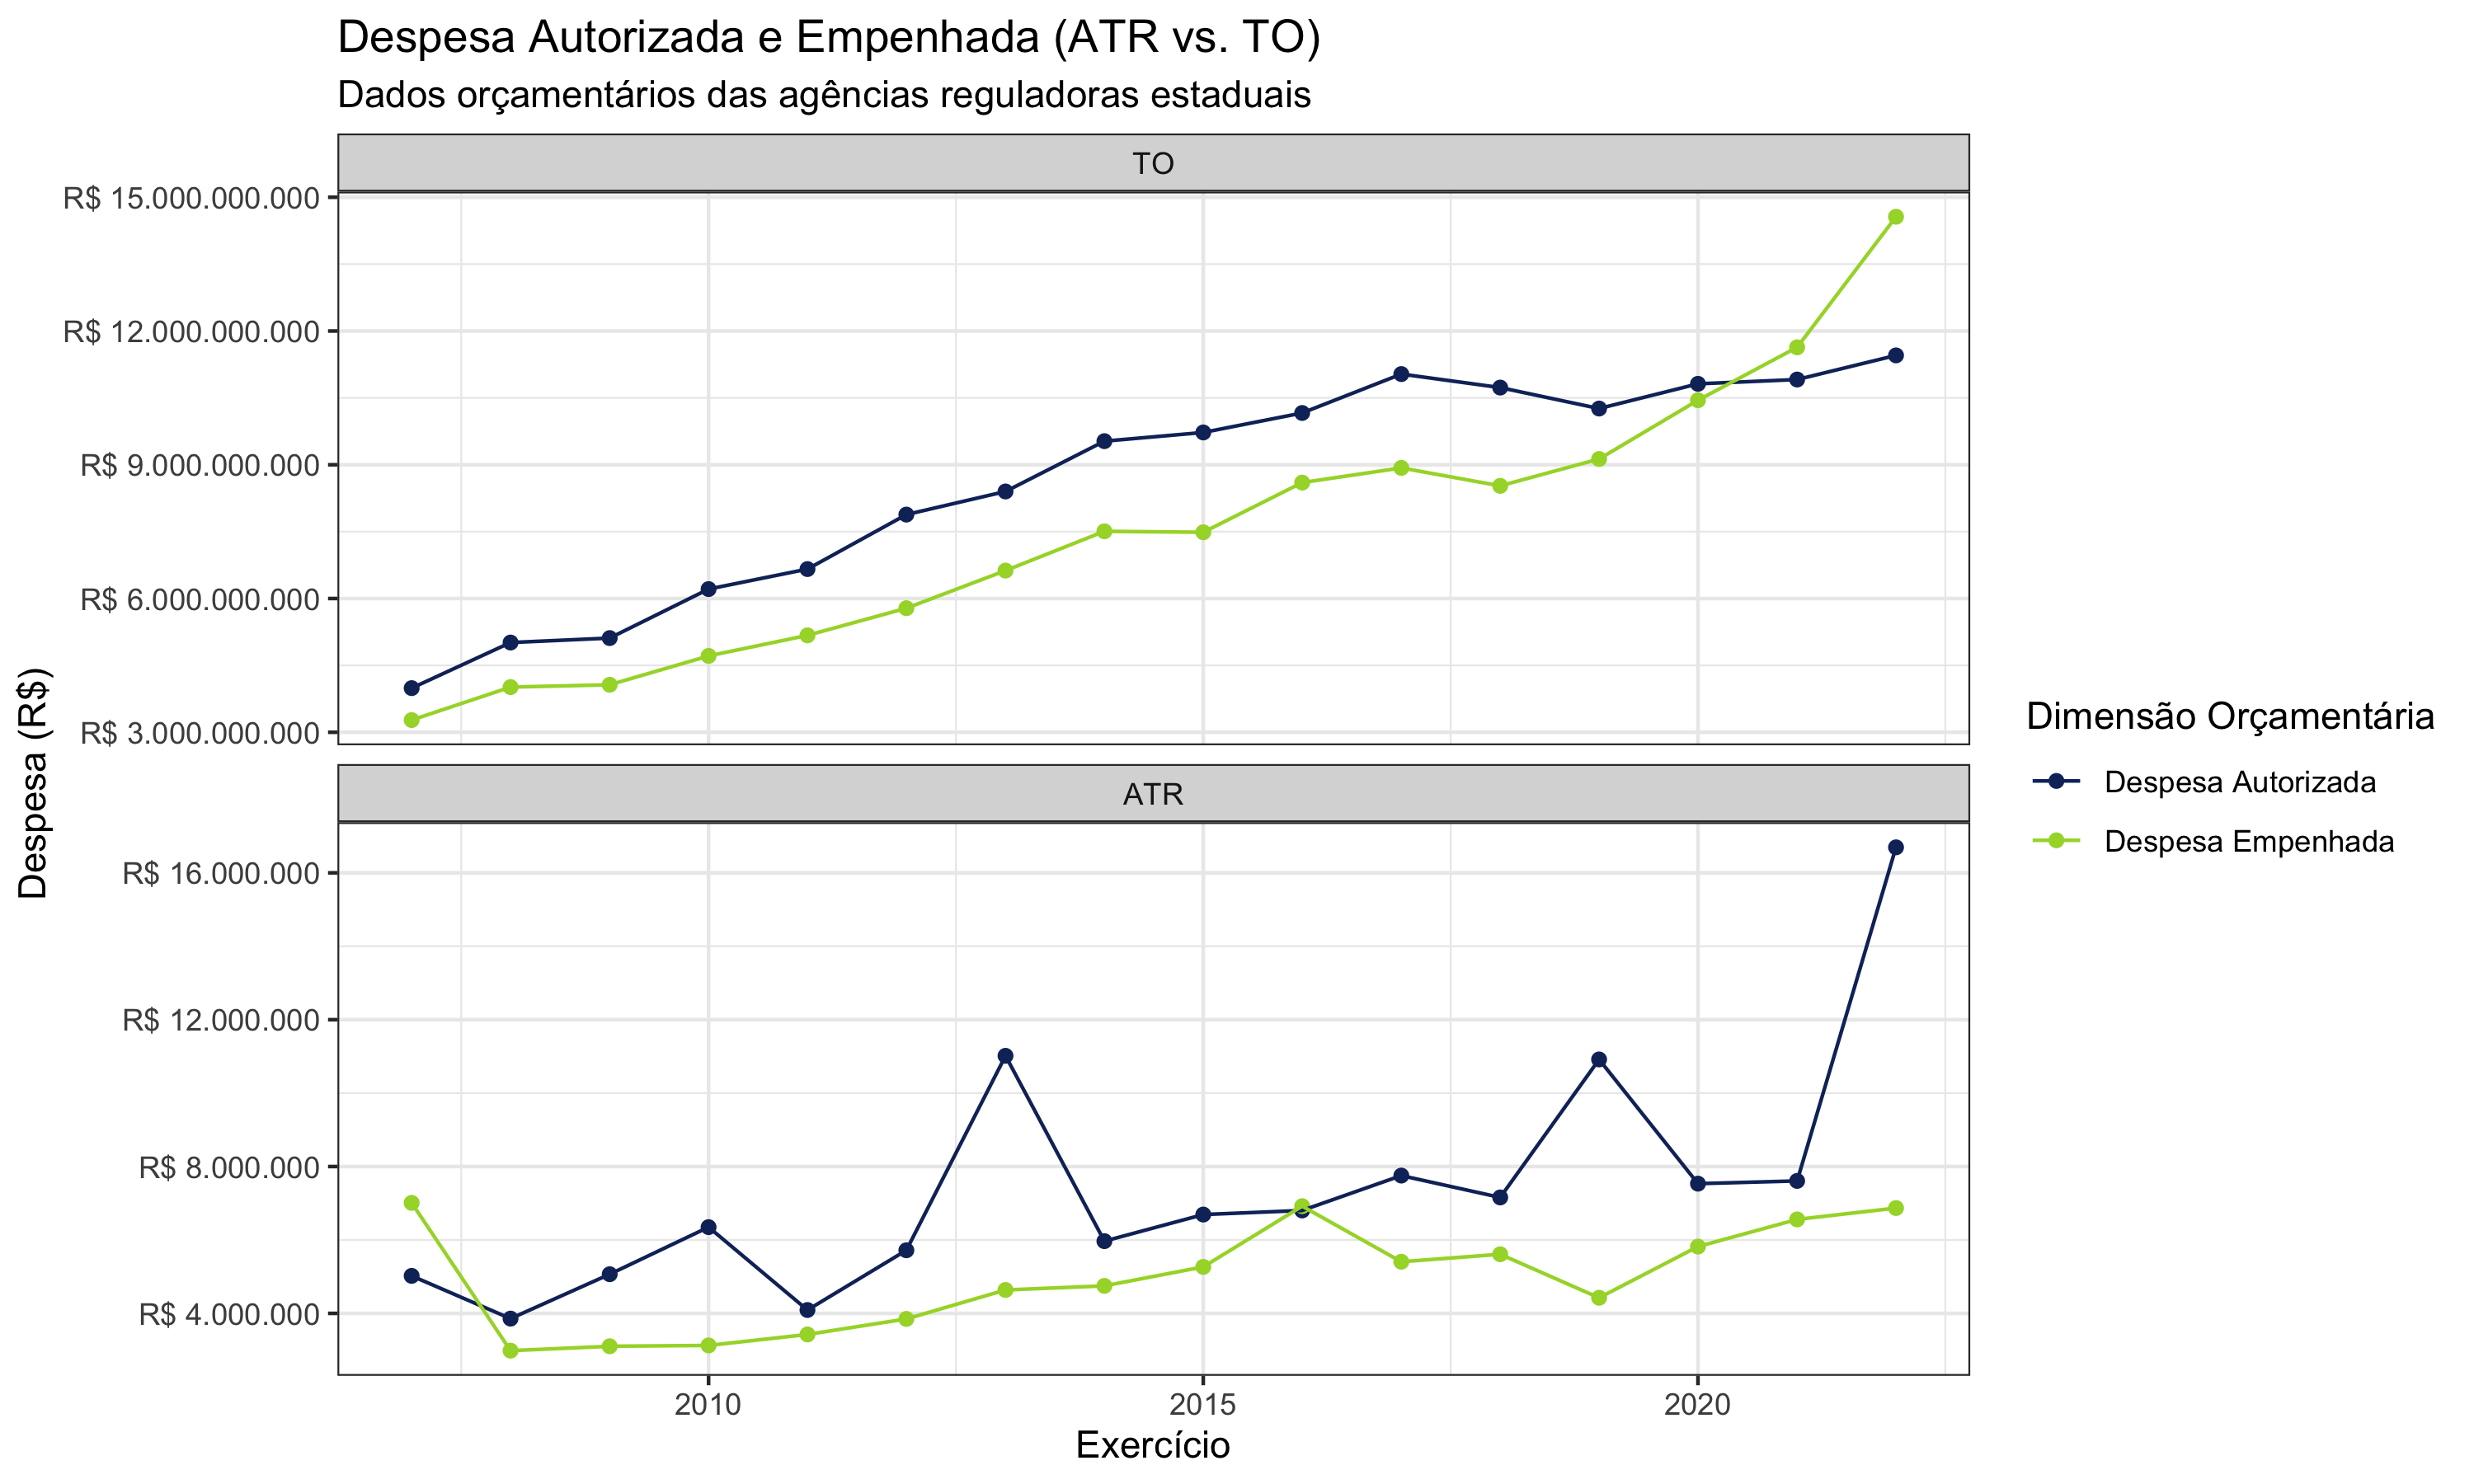 Despesa Autorizada e Empenhada (ATR vs. TO)
Dados orçamentários das agências reguladoras estaduais
TO
R$ 15.000.000.000
R$ 12.000.000.000
R$ 9.000.000.000
R$ 6.000.000.000
R$ 3.000.000.000
Despesa (R$)
ATR
R$ 16.000.000
R$ 12.000.000
R$ 8.000.000
R$ 4.000.000
2010
2015
2020
Exercício
Dimensão Orçamentária
Despesa Autorizada
Despesa Empenhada